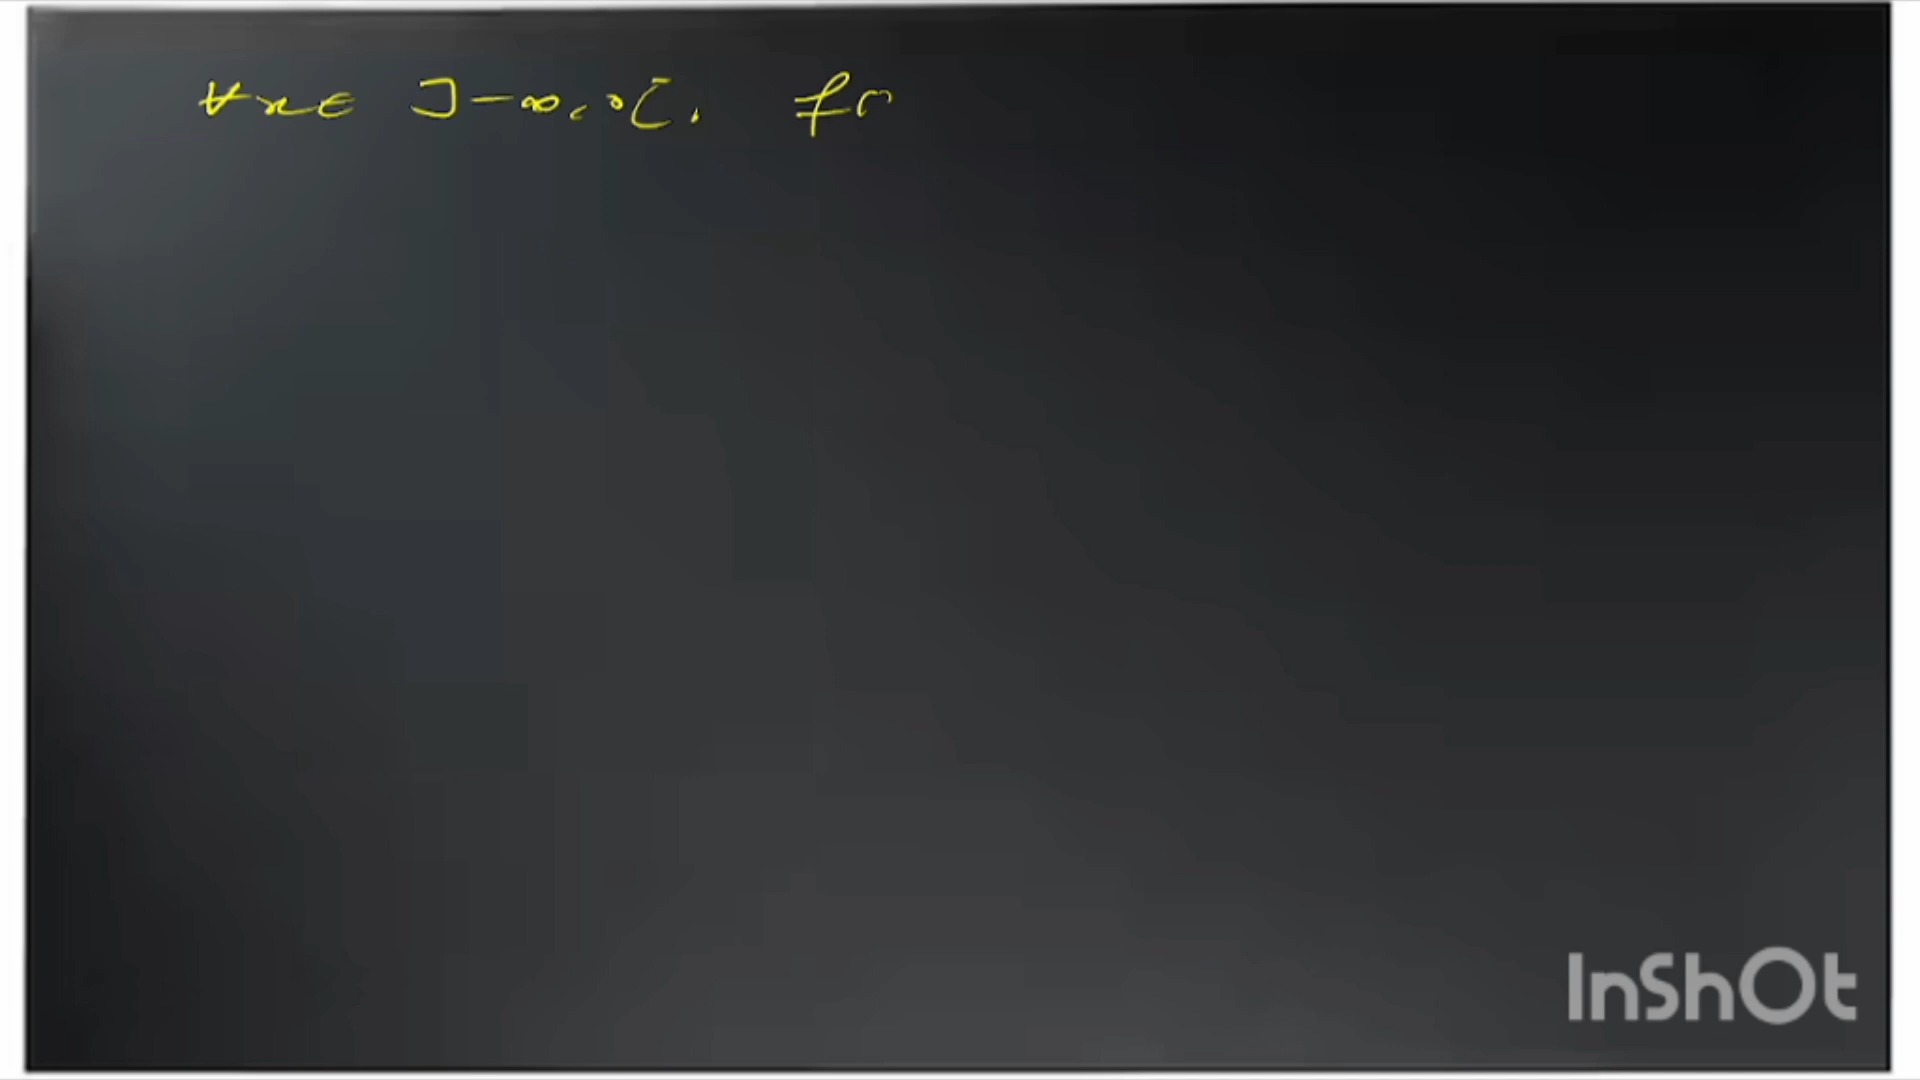 ∀x∈ ]-∞, 0[, f(
InShOt